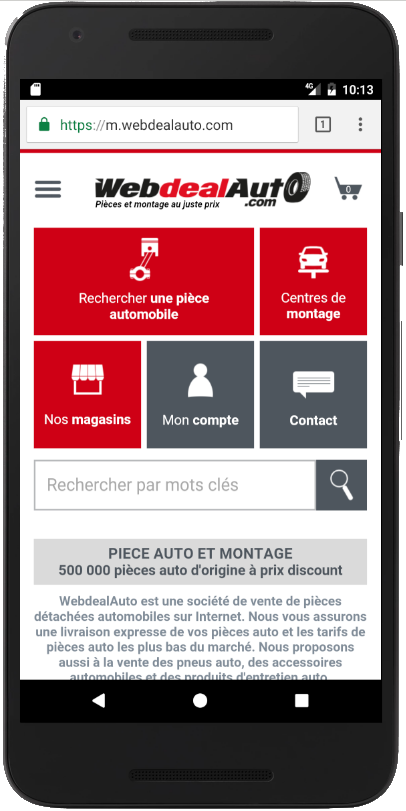 4G 10:13
https://m.webdealauto.com 1
WebdealAuto
.com
Pièces et montage au juste prix
0
Rechercher une pièce
automobile
Centres de
montage
Nos magasins
Mon compte
Contact
Rechercher par mots clés
PIECE AUTO ET MONTAGE
500 000 pièces auto d'origine à prix discount
WebdealAuto est une société de vente de pièces
détachées automobiles sur Internet. Nous vous assurons
une livraison expresse de vos pièces auto et les tarifs de
pièces auto les plus bas du marché. Nous proposons
aussi à la vente des pneus auto, des accessoires
automobiles et des produits d'entretien auto